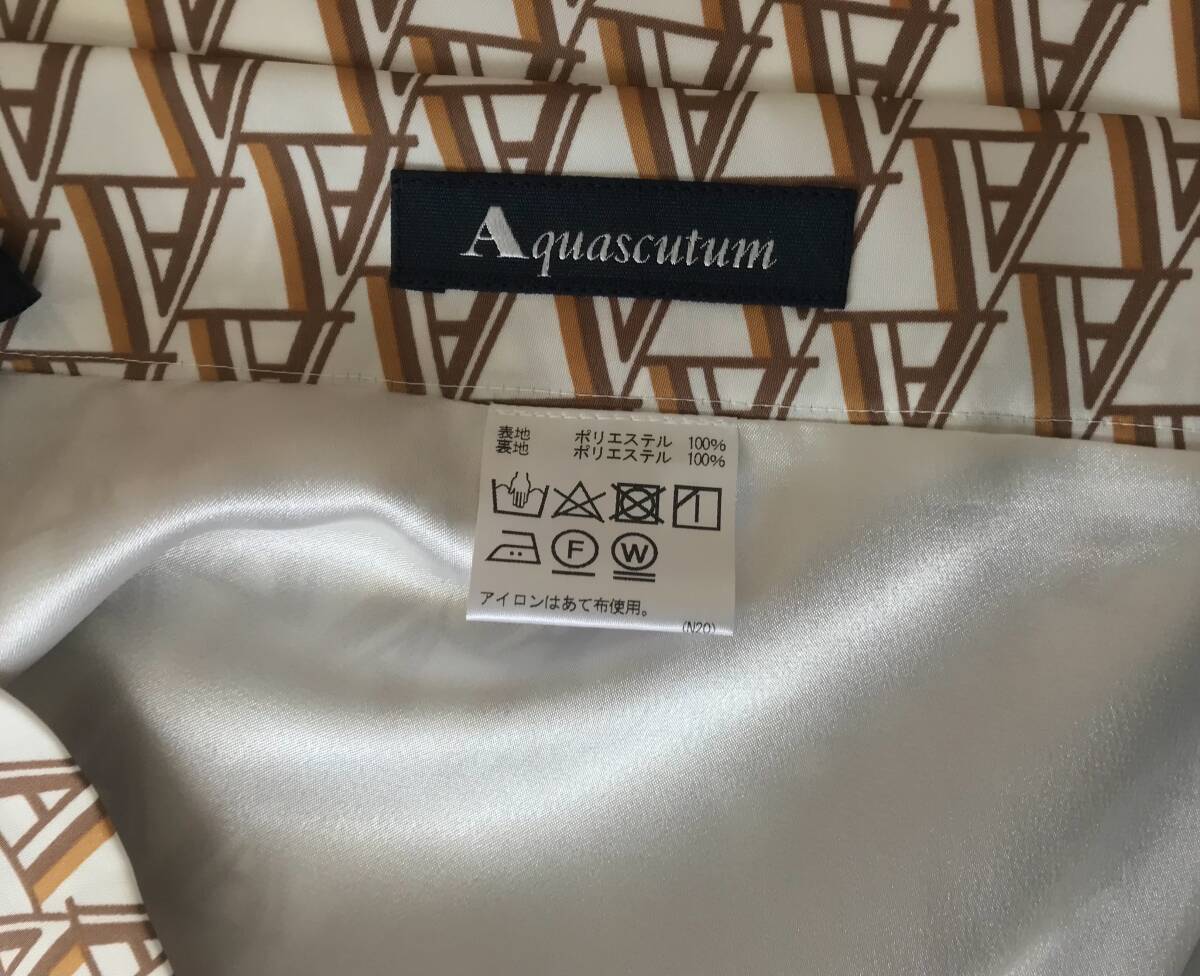 Aquascutum
表地 ポリエステル 100%
裏地 ポリエステル 100%
F W
アイロンはあて布使用。
(N20)